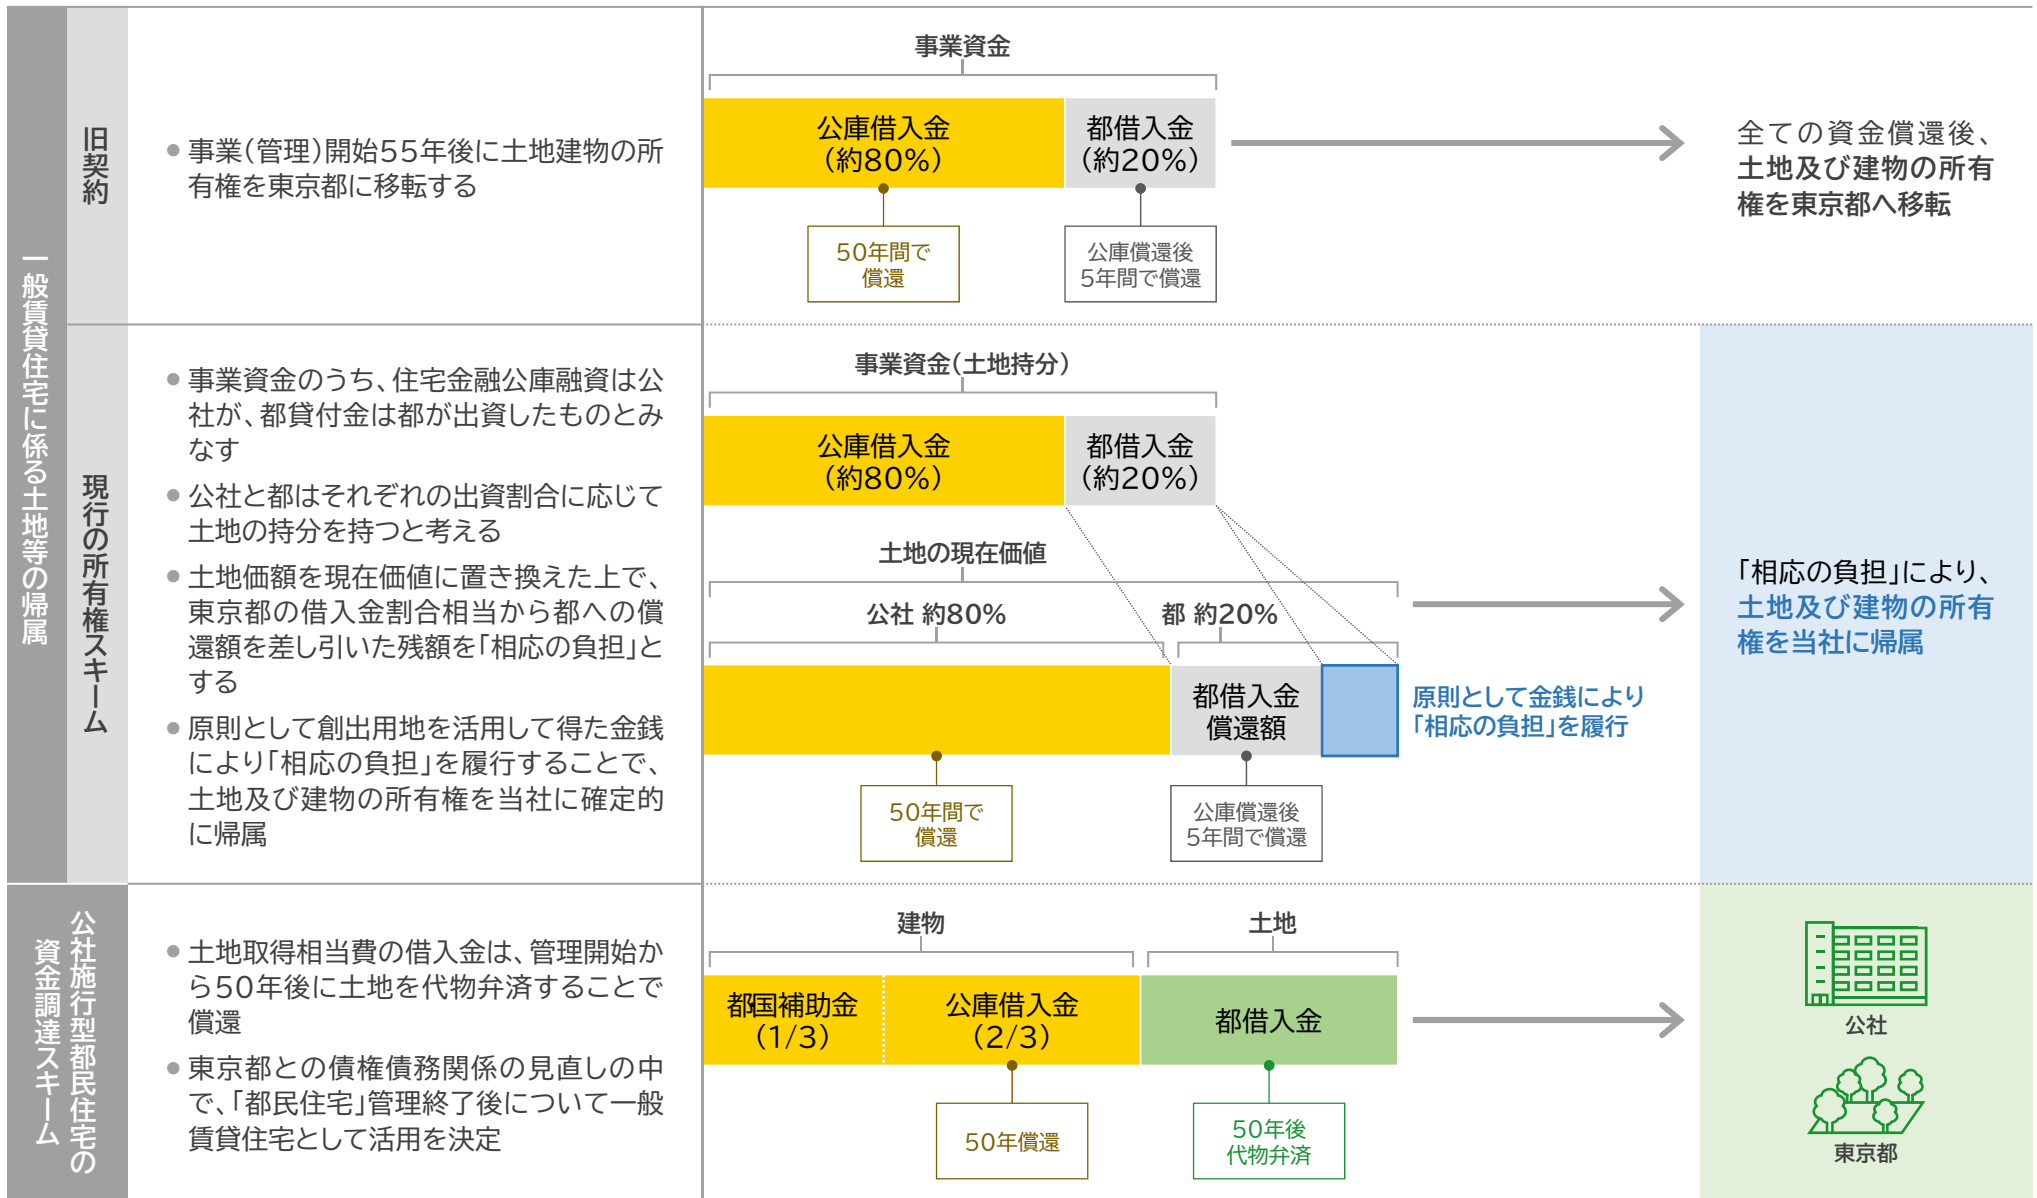 一般賃貸住宅に係る土地等の帰属
旧契約
● 事業（管理）開始55年後に土地建物の所
有権を東京都に移転する
事業資金
公庫借入金
（約80%）
都借入金
（約20%）
50年間で
償還
公庫償還後
5年間で償還
全ての資金償還後、
土地及び建物の所有
権を東京都へ移転
現行の所有権スキーム
● 事業資金のうち、住宅金融公庫融資は公
社が、都貸付金は都が出資したものとみ
なす
● 公社と都はそれぞれの出資割合に応じて
土地の持分を持つと考える
● 土地価額を現在価値に置き換えた上で、
東京都の借入金割合相当から都への償
還額を差し引いた残額を「相応の負担」と
する
● 原則として創出用地を活用して得た金銭
により「相応の負担」を履行することで、
土地及び建物の所有権を当社に確定的
に帰属
事業資金（土地持分）
公庫借入金
（約80%）
都借入金
（約20%）
土地の現在価値
公社 約80%
都 約20%
都借入金
償還額
原則として金銭により
「相応の負担」を履行
50年間で
償還
公庫償還後
5年間で償還
「相応の負担」により、
土地及び建物の所有
権を当社に帰属
公社施行型都民住宅の
資金調達スキーム
● 土地取得相当費の借入金は、管理開始か
ら50年後に土地を代物弁済することで
償還
● 東京都との債権債務関係の見直しの中
で、「都民住宅」管理終了後について一般
賃貸住宅として活用を決定
建物
土地
都国補助金
（1/3）
公庫借入金
（2/3）
都借入金
50年償還
50年後
代物弁済
公社
東京都